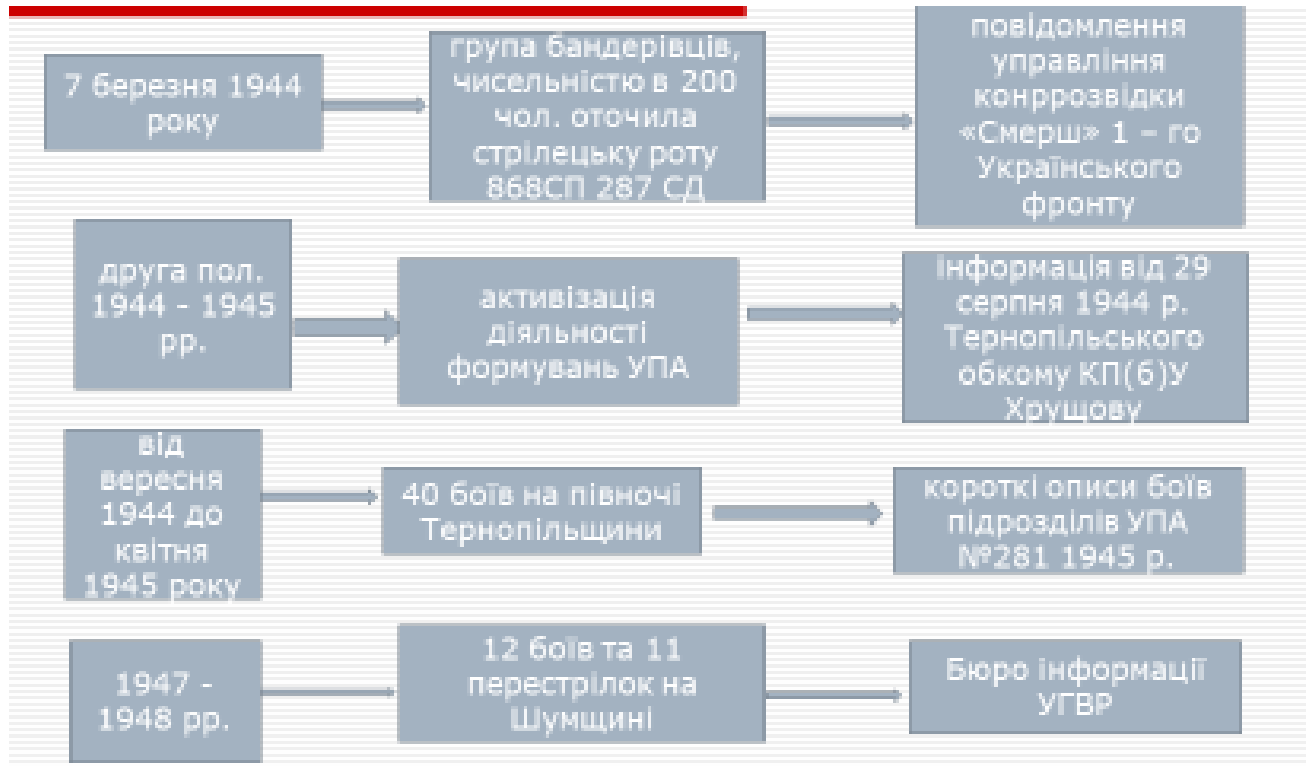 7 березня 1944
року
група бандерівців,
чисельністю в 200
чол. оточила
стрілецьку роту
868СП 287 СД
повідомлення
управління
конррозвідки
«Смерш» 1 – го
Українського
фронту
друга пол.
1944 - 1945
рр.
активізація
діяльності
формувань УПА
інформація від 29
серпня 1944 р.
Тернопільського
обкому КП(б)У
Хрущову
від
вересня
1944 до
квітня
1945 року
40 боїв на півночі
Тернопільщини
короткі описи боїв
підрозділів УПА
№281 1945 р.
1947 -
1948 рр.
12 боїв та 11
перестрілок на
Шумщині
Бюро інформації
УГВР